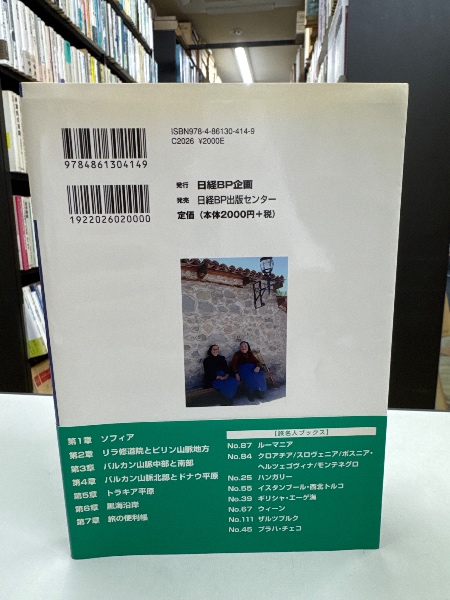 ISBN978-4-86130-414-9
C2026 ¥2000E
9784861304149
1922026020000
発行 日経BP企画
発売 日経BP出版センター
定価（本体2000円+税）
第1章 ソフィア
第2章 リラ修道院とピリン山脈地方
第3章 バルカン山脈中部と南部
第4章 バルカン山脈北部とドナウ平原
第5章 トラキア平原
第6章 黒海沿岸
第7章 旅の便利帳
【旅名人ブックス】
No.87 ルーマニア
No.84 クロアチア/スロヴェニア/ボスニア・
ヘルツェゴヴィナ/モンテネグロ
No.25 ハンガリー
No.55 イスタンブール・西北トルコ
No.39 ギリシャ・エーゲ海
No.67 ウィーン
No.111 ザルツブルク
No.45 プラハ・チェコ